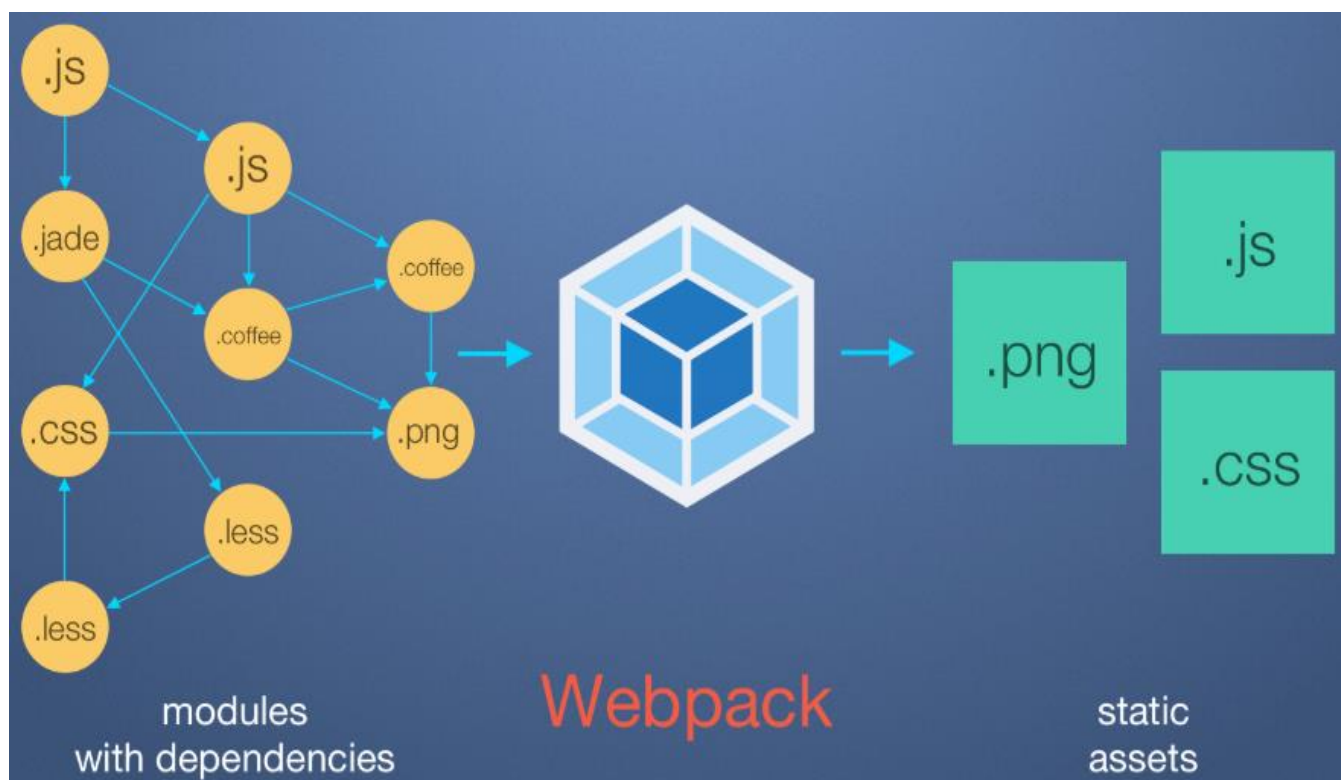 .js
.js
.jade
.coffee
.coffee
.css
.png
.less
.less
modules
with dependencies
Webpack
.png
.js
.css
static
assets